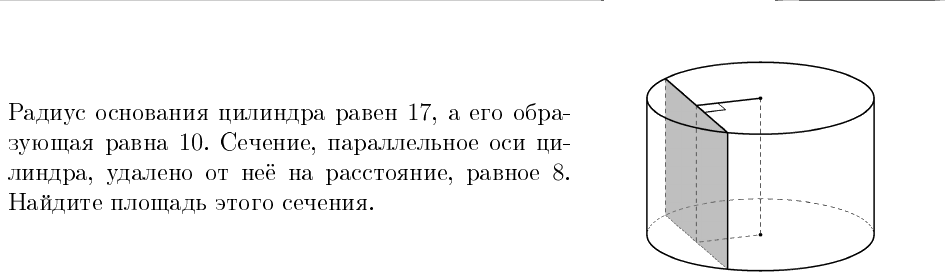 Радиус основания цилиндра равен 17, а его обра-
зующая равна 10. Сечение, параллельное оси ци-
линдра, удалено от неё на расстояние, равное 8.
Найдите площадь этого сечения.